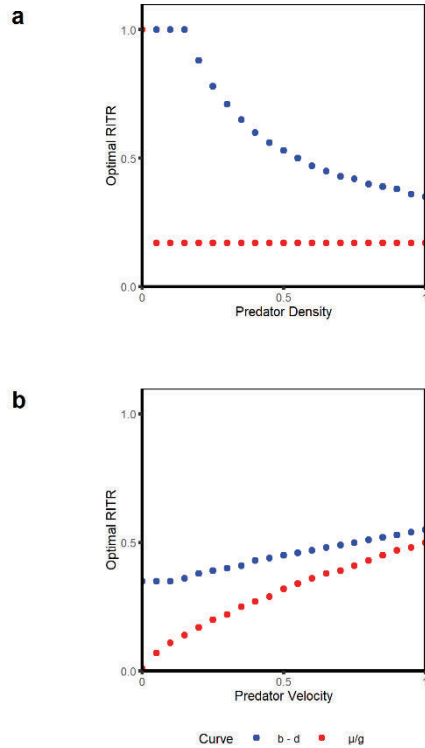 a
1.0
Optimal RITR
0.5
0.0
0
0.5
1
Predator Density
b
1.0
Optimal RITR
0.5
0.0
0
0.5
1
Predator Velocity
Curve b - d µ/g